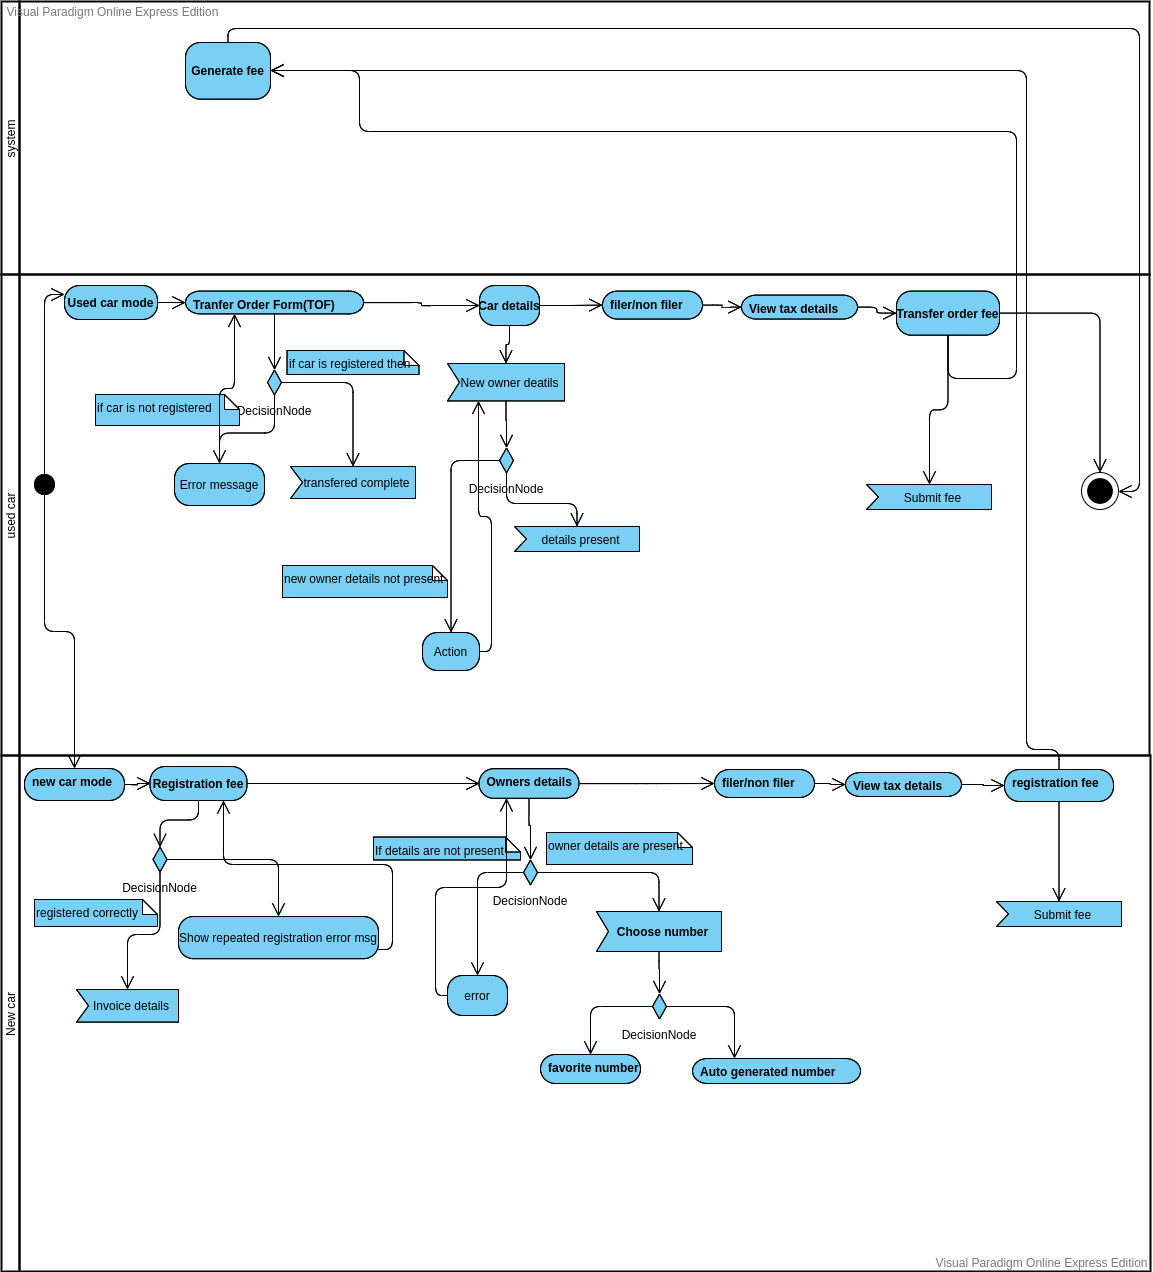 Visual Paradigm Online Express Edition
system
Generate fee
used car
Used car mode
Tranfer Order Form(TOF)
Car details
filer/non filer
View tax details
Transfer order fee
if car is registered then
if car is not registered
DecisionNode
New owner deatils
Error message
transfered complete
DecisionNode
Submit fee
details present
new owner details not present
Action
New car
new car mode
Registration fee
Owners details
filer/non filer
View tax details
registration fee
If details are not present
owner details are present
DecisionNode
DecisionNode
registered correctly
Show repeated registration error msg
Choose number
Submit fee
Invoice details
error
DecisionNode
favorite number
Auto generated number
Visual Paradigm Online Express Edition